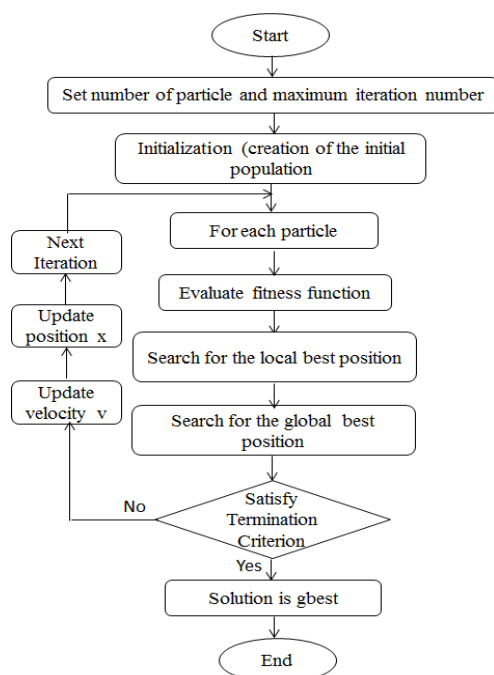 Start
Set number of particle and maximum iteration number
Initialization (creation of the initial
population
For each particle
Evaluate fitness function
Search for the local best position
Search for the global best
position
Satisfy
Termination
Criterion
No
Yes
Update
velocity v
Update
position x
Next
Iteration
Solution is gbest
End